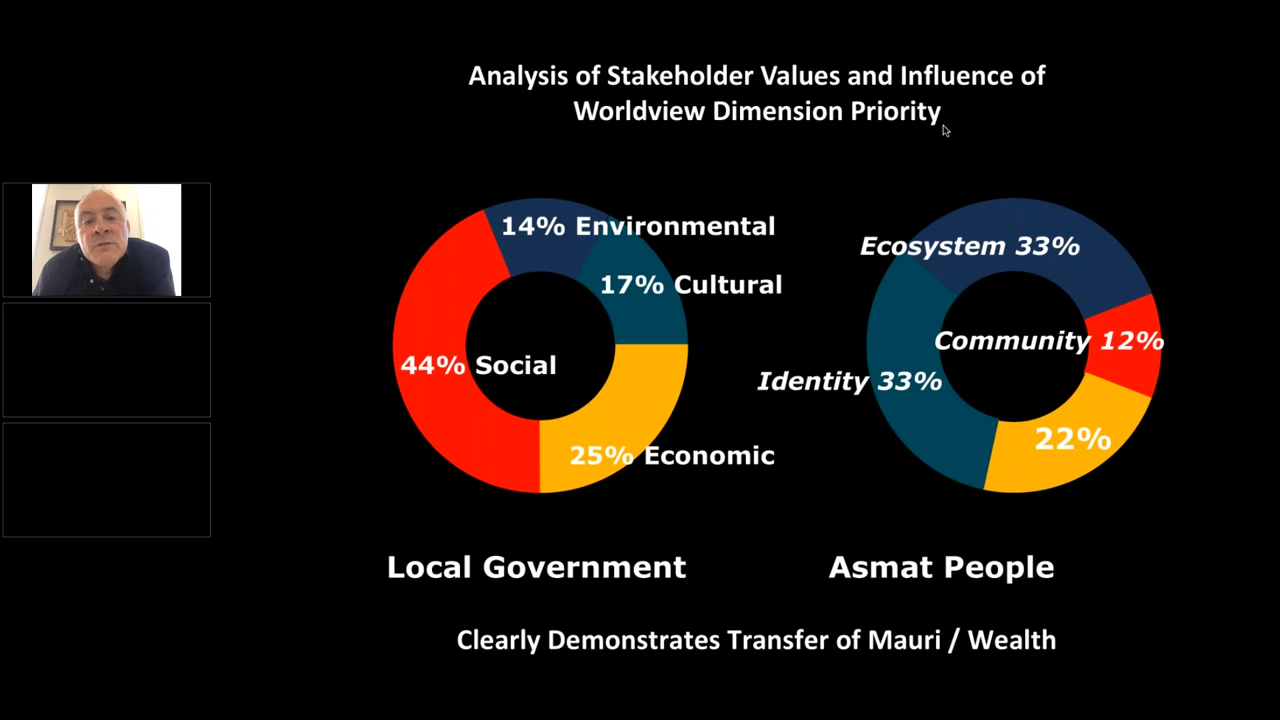 Analysis of Stakeholder Values and Influence of
Worldview Dimension Priority
14% Environmental
17% Cultural
44% Social
25% Economic
Ecosystem 33%
Community 12%
Identity 33%
22%
Local Government
Asmat People
Clearly Demonstrates Transfer of Mauri / Wealth